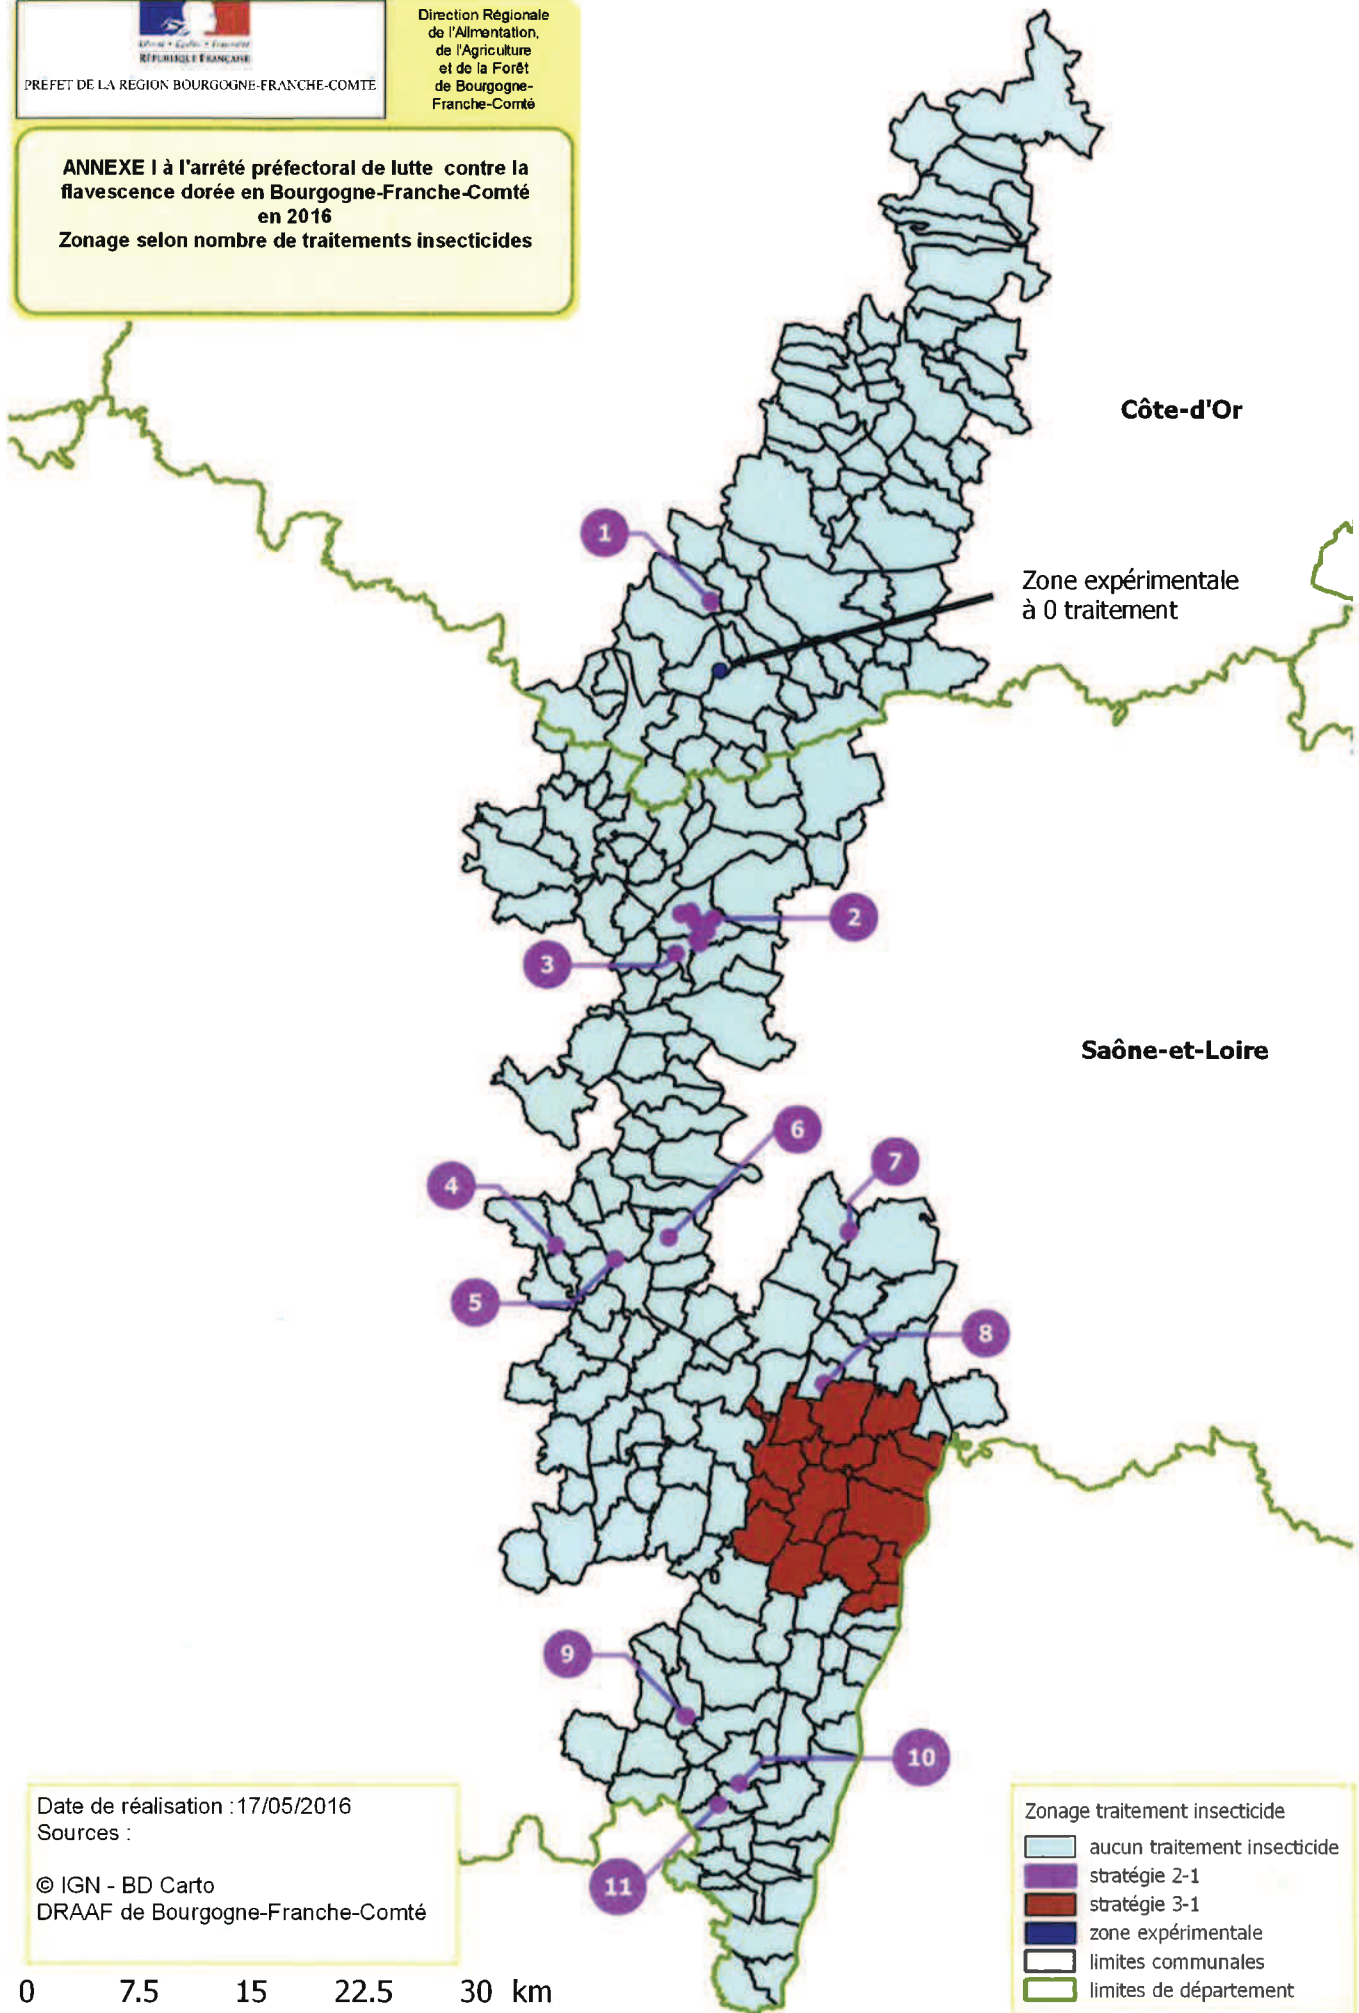 Liberté • Égalité • Fraternité
RÉPUBLIQUE FRANÇAISE
PRÉFET DE LA RÉGION BOURGOGNE-FRANCHE-COMTÉ
Direction Régionale
de l'Alimentation,
de l'Agriculture
et de la Forêt
de Bourgogne-
Franche-Comté
ANNEXE I à l'arrêté préfectoral de lutte contre la
flavescence dorée en Bourgogne-Franche-Comté
en 2016
Zonage selon nombre de traitements insecticides
Côte-d'Or
1
Zone expérimentale
à 0 traitement
2
3
Saône-et-Loire
6
7
4
5
8
9
10
11
Date de réalisation : 17/05/2016
Sources :
© IGN - BD Carto
DRAAF de Bourgogne-Franche-Comté
0 7.5 15 22.5 30 km
Zonage traitement insecticide
aucun traitement insecticide
stratégie 2-1
stratégie 3-1
zone expérimentale
limites communales
limites de département